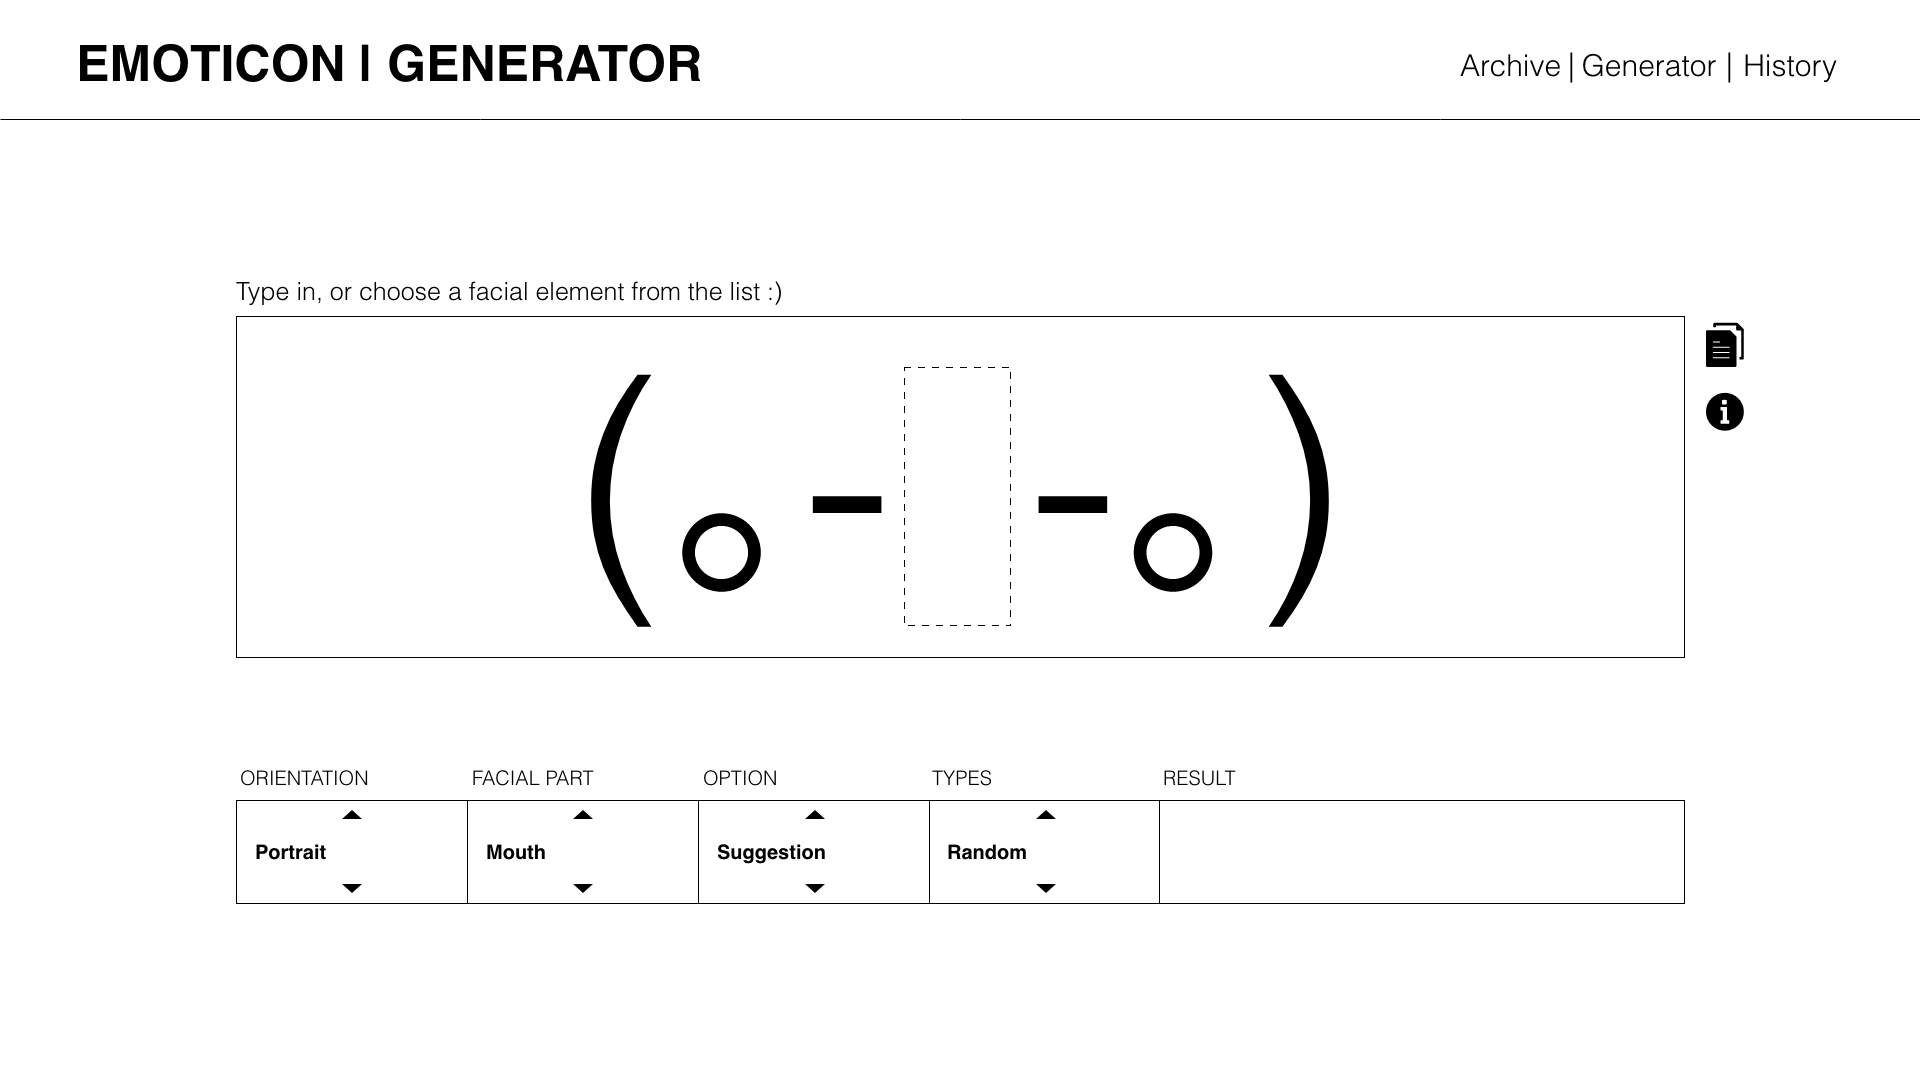 EMOTICON | GENERATOR
Archive | Generator | History
Type in, or choose a facial element from the list :)
(。- -。)
ORIENTATION FACIAL PART OPTION TYPES RESULT
Portrait Mouth Suggestion Random